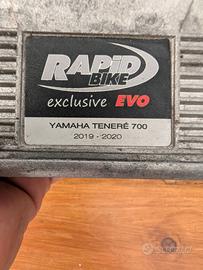 RAPID
BIKE
exclusive EVO
YAMAHA TENERÉ 700
2019 - 2020